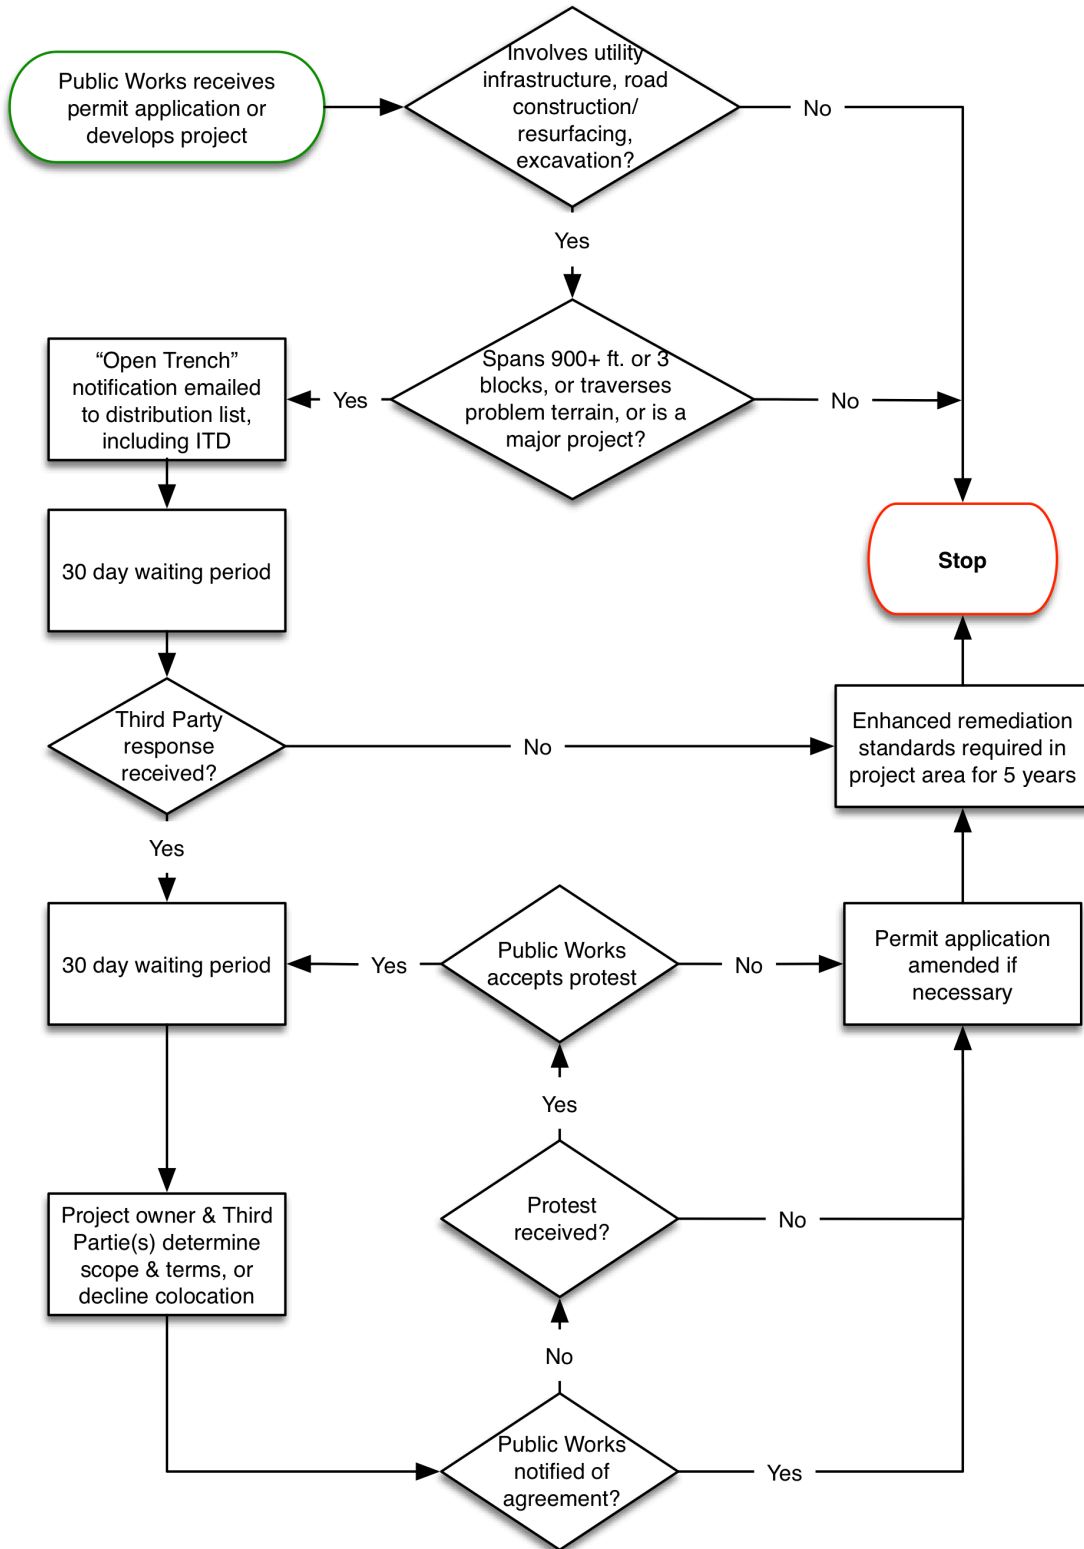 Public Works receives
permit application or
develops project
Involves utility
infrastructure, road
construction/
resurfacing,
excavation?
No
Yes
Spans 900+ ft. or 3
blocks, or traverses
problem terrain, or is a
major project?
Yes
No
“Open Trench”
notification emailed
to distribution list,
including ITD
30 day waiting period
Stop
Third Party
response
received?
No
Enhanced remediation
standards required in
project area for 5 years
Yes
30 day waiting period
Yes
Public Works
accepts protest
No
Permit application
amended if
necessary
Yes
Project owner & Third
Partie(s) determine
scope & terms, or
decline colocation
Protest
received?
No
No
Public Works
notified of
agreement?
Yes